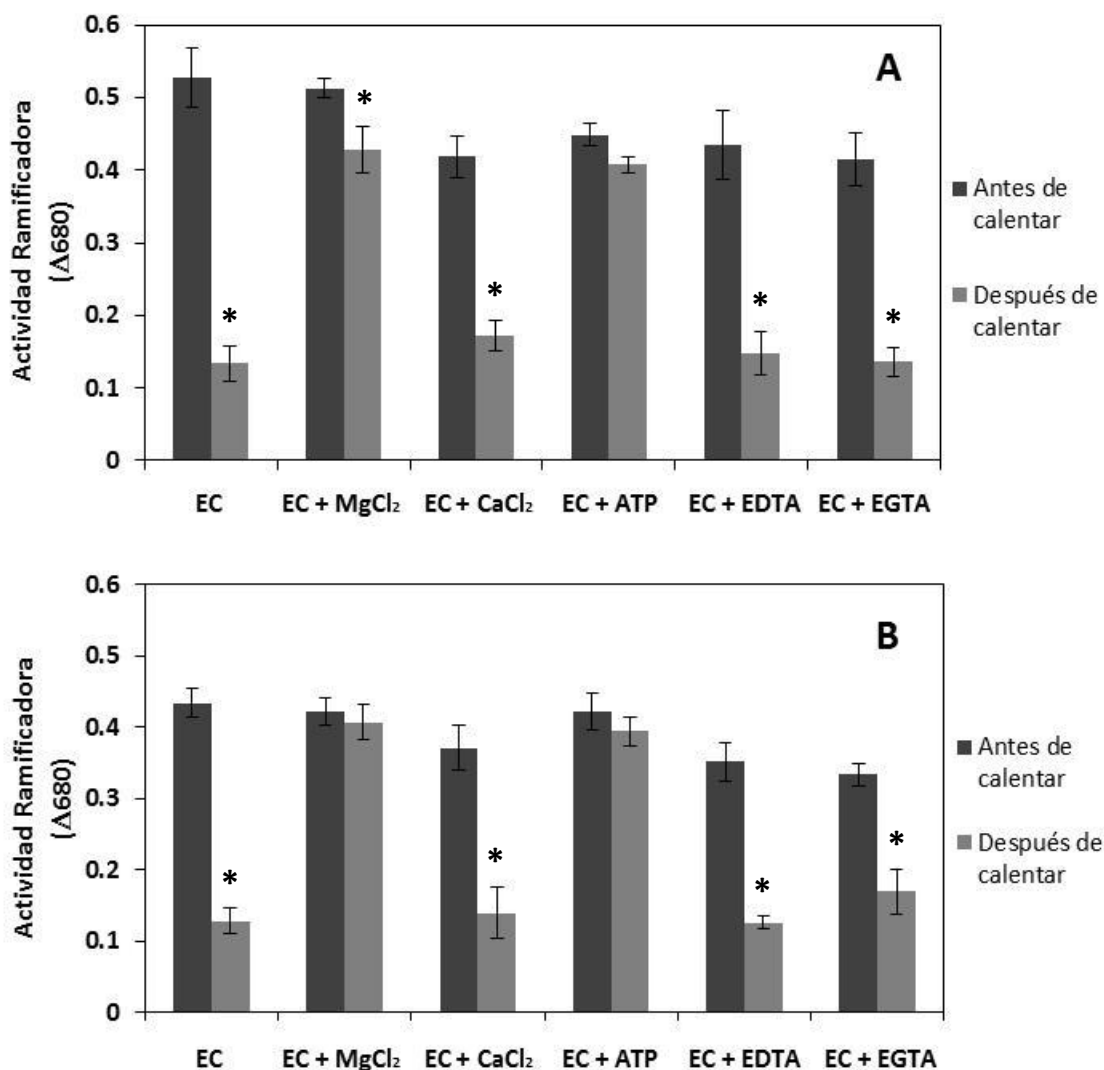 0.6
0.5
0.4
0.3
0.2
0.1
0
Actividad Ramificadora
(Δ680)
A
*
*
*
*
*
EC
EC + MgCl₂
EC + CaCl₂
EC + ATP
EC + EDTA
EC + EGTA
Antes de
calentar
Después de
calentar
0.6
0.5
0.4
0.3
0.2
0.1
0
Actividad Ramificadora
(Δ680)
B
*
*
*
*
EC
EC + MgCl₂
EC + CaCl₂
EC + ATP
EC + EDTA
EC + EGTA
Antes de
calentar
Después de
calentar